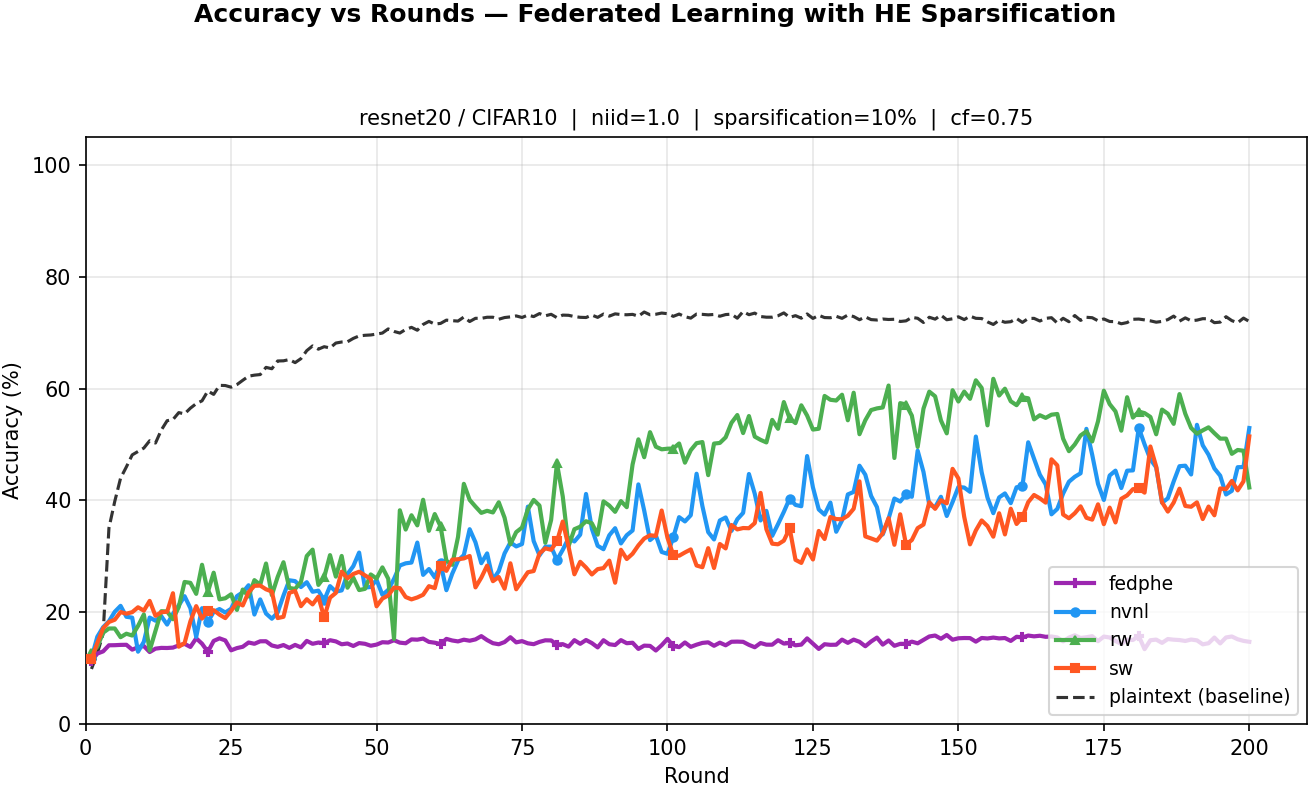 Accuracy vs Rounds — Federated Learning with HE Sparsification
resnet20 / CIFAR10 | niid=1.0 | sparsification=10% | cf=0.75
100
80
60
40
20
0
Accuracy (%)
0 25 50 75 100 125 150 175 200
Round
fedphe
nvnl
rw
sw
plaintext (baseline)